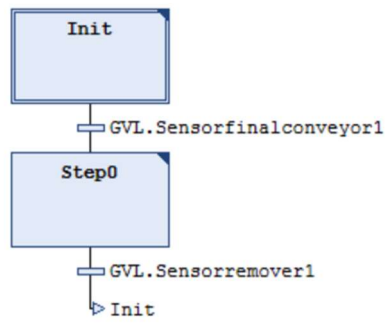 Init
GVL.Sensorfinalconveyor1
Step0
GVL.Sensorremover1
Init